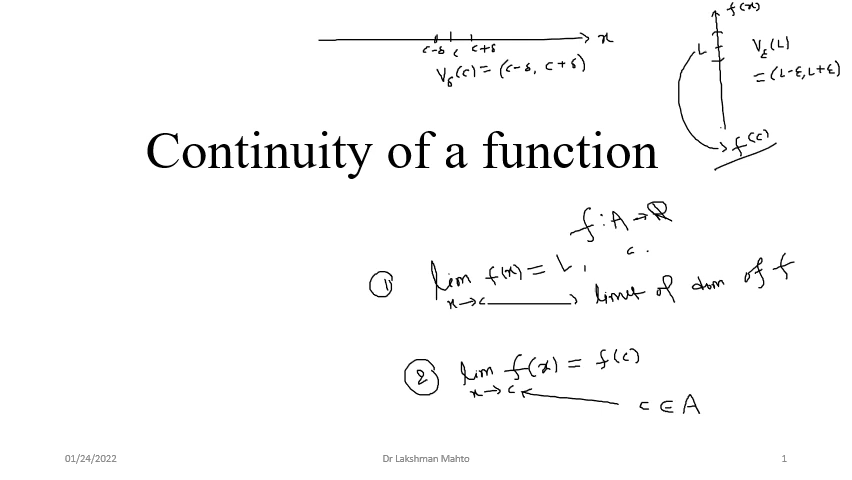 x
c-δ c c+δ
V_δ(c) = (c-δ, c+δ)
f(x)
L
V_ε(L)
= (L-ε, L+ε)
f(c)
Continuity of a function
f: A → R
c.
① lim f(x) = L,
x→c → limit of dom of f
② lim f(x) = f(c)
x→c ← c ∈ A
01/24/2022 Dr Lakshman Mahto 1